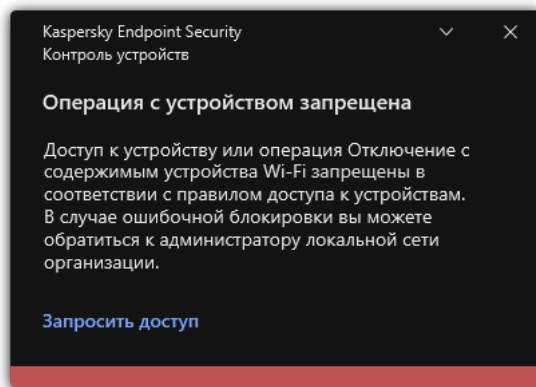 Kaspersky Endpoint Security
Контроль устройств
Операция с устройством запрещена
Доступ к устройству или операция Отключение с
содержимым устройства Wi-Fi запрещены в
соответствии с правилом доступа к устройствам.
В случае ошибочной блокировки вы можете
обратиться к администратору локальной сети
организации.
Запросить доступ